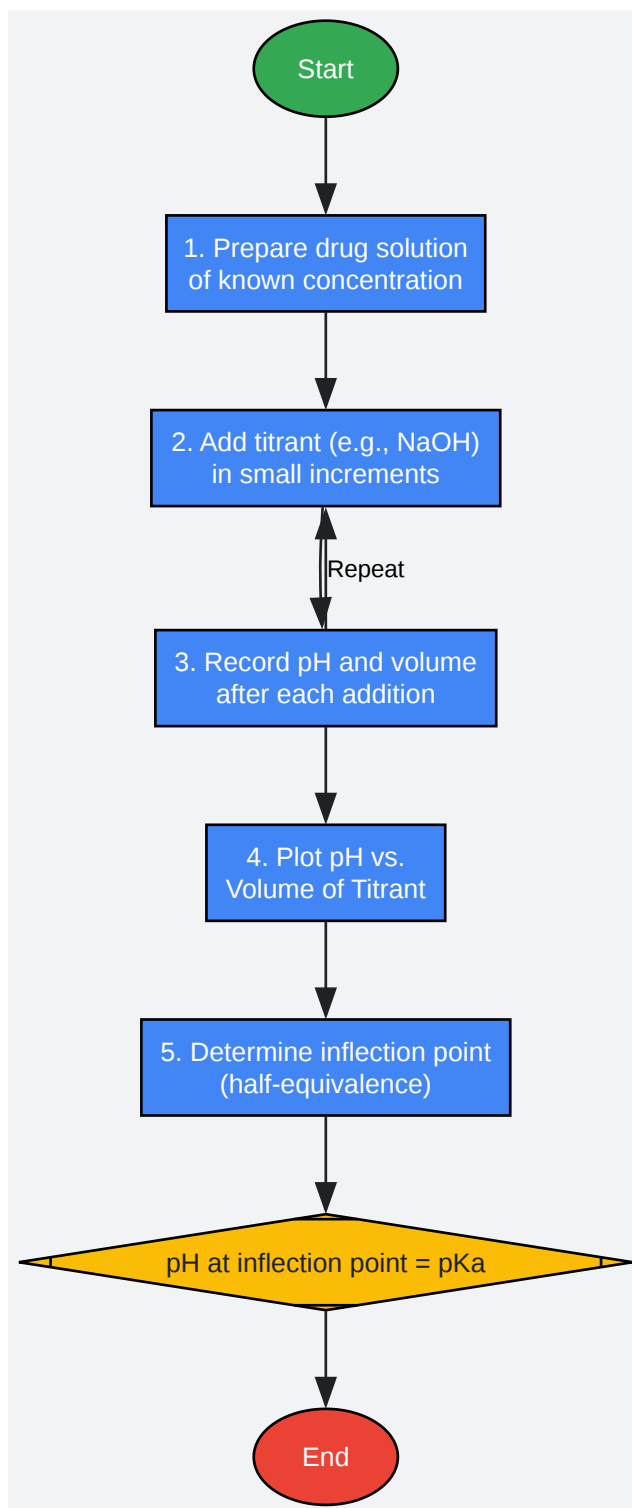 Start
1. Prepare drug solution
of known concentration
2. Add titrant (e.g., NaOH)
in small increments
Repeat
3. Record pH and volume
after each addition
4. Plot pH vs.
Volume of Titrant
5. Determine inflection point
(half-equivalence)
pH at inflection point = pKa
End